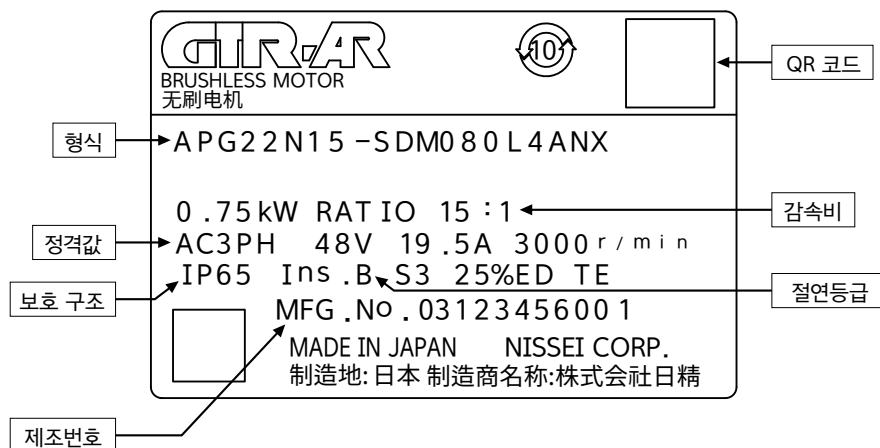 GTR-AR
10
BRUSHLESS MOTOR
无刷电机
QR 코드
형식
APG22N15-SDM080L4ANX
0.75kW RATIO 15:1
감속비
정격값
AC3PH 48V 19.5A 3000r/min
IP65 Ins.B S3 25%ED TE
보호 구조
절연등급
MFG.No.03123456001
MADE IN JAPAN NISSEI CORP.
制造地:日本 制造商名称:株式会社日精
제조번호